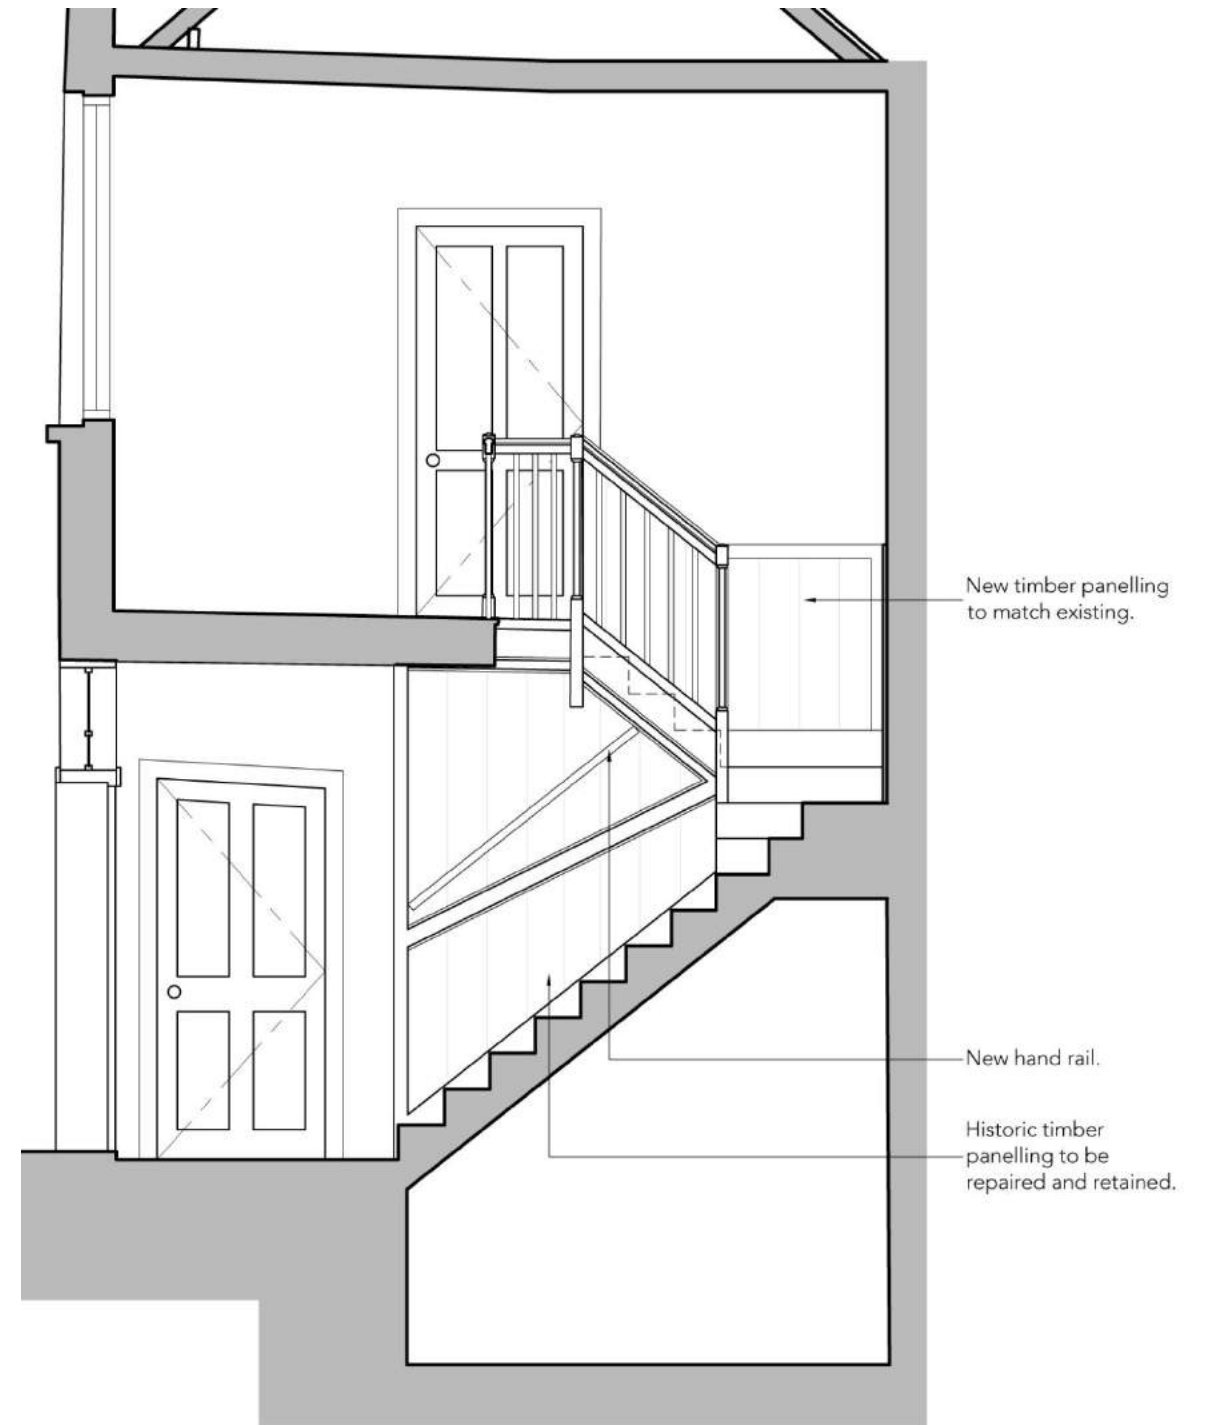 New timber panelling
to match existing.
New hand rail.
Historic timber
panelling to be
repaired and retained.